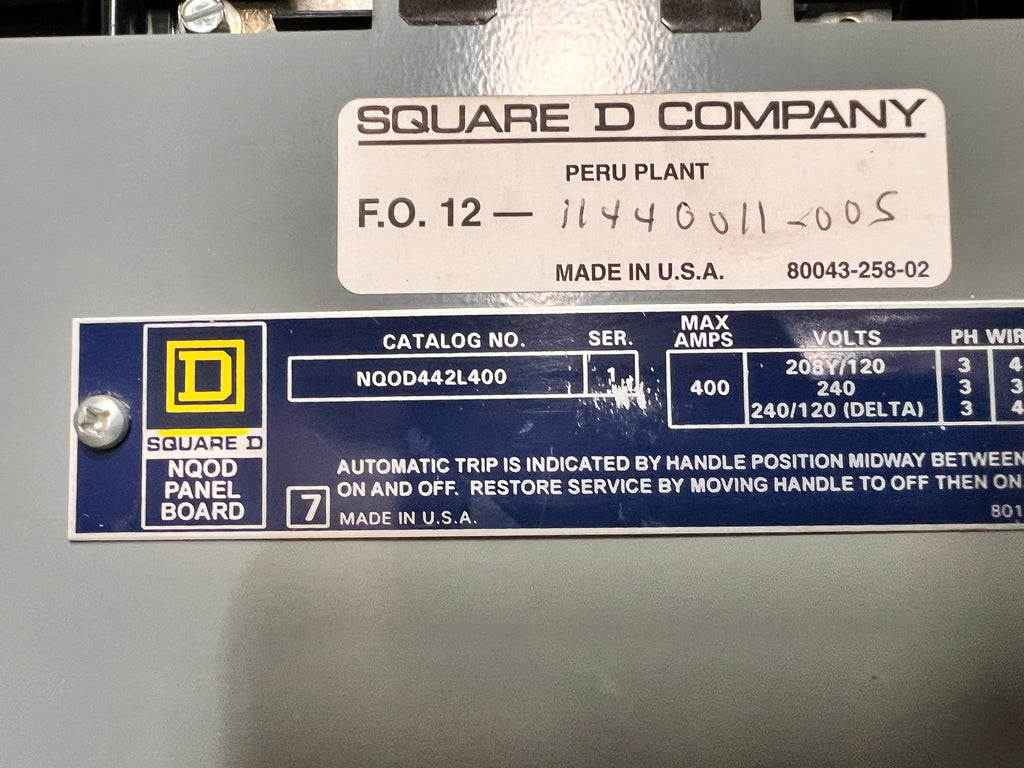 SQUARE D COMPANY
PERU PLANT
F.O. 12 — 11440011-005
MADE IN U.S.A. 80043-258-02
CATALOG NO. SER. MAX AMPS VOLTS PH WIR
NQOD442L400 1 400
208Y/120 3 4
240 3 3
240/120 (DELTA) 3 4
D
SQUARE D
NQOD
PANEL
BOARD
AUTOMATIC TRIP IS INDICATED BY HANDLE POSITION MIDWAY BETWEEN
ON AND OFF. RESTORE SERVICE BY MOVING HANDLE TO OFF THEN ON.
7 MADE IN U.S.A. 801